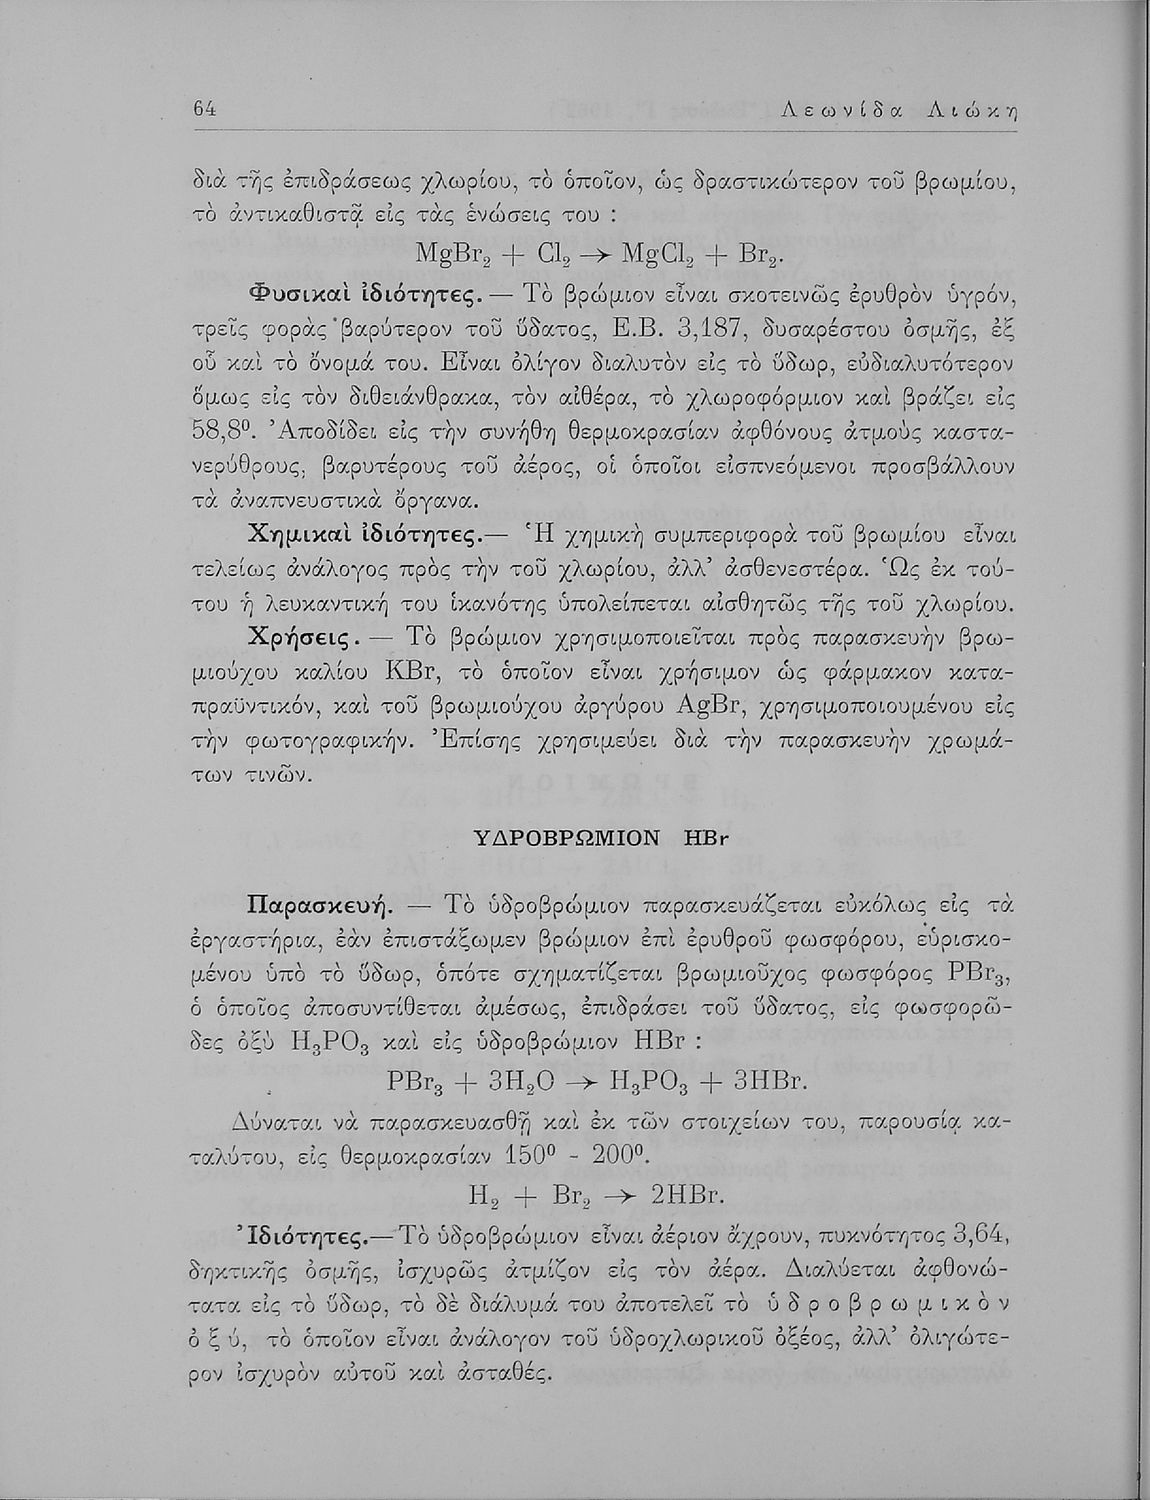 64 Λεωνίδα Λιώκη
διὰ τῆς ἐπιδράσεως χλωρίου, τὸ ὁποῖον, ὡς δραστικώτερον τοῦ βρωμίου,
τὸ ἀντικαθιστᾷ εἰς τὰς ἑνώσεις του :
MgBr₂ + Cl₂ → MgCl₂ + Br₂.
Φυσικαὶ ἰδιότητες. — Τὸ βρώμιον εἶναι σκοτεινῶς ἐρυθρὸν ὑγρόν,
τρεῖς φορὰς βαρύτερον τοῦ ὕδατος, Ε.Β. 3,187, δυσαρέστου ὀσμῆς, ἐξ
οὗ καὶ τὸ ὄνομά του. Εἶναι ὀλίγον διαλυτὸν εἰς τὸ ὕδωρ, εὐδιαλυτότερον
ὅμως εἰς τὸν διθειάνθρακα, τὸν αἰθέρα, τὸ χλωροφόρμιον καὶ βράζει εἰς
58,8⁰. Ἀποδίδει εἰς τὴν συνήθη θερμοκρασίαν ἀφθόνους ἀτμοὺς καστα-
νερύθρους, βαρυτέρους τοῦ ἀέρος, οἱ ὁποῖοι εἰσπνεόμενοι προσβάλλουν
τὰ ἀναπνευστικὰ ὄργανα.
Χημικαὶ ἰδιότητες.— Ἡ χημικὴ συμπεριφορὰ τοῦ βρωμίου εἶναι
τελείως ἀνάλογος πρὸς τὴν τοῦ χλωρίου, ἀλλ’ ἀσθενεστέρα. Ὡς ἐκ τού-
του ἡ λευκαντική του ἱκανότης ὑπολείπεται αἰσθητῶς τῆς τοῦ χλωρίου.
Χρήσεις. — Τὸ βρώμιον χρησιμοποιεῖται πρὸς παρασκευὴν βρω-
μιούχου καλίου KBr, τὸ ὁποῖον εἶναι χρήσιμον ὡς φάρμακον κατα-
πραϋντικόν, καὶ τοῦ βρωμιούχου ἀργύρου AgBr, χρησιμοποιουμένου εἰς
τὴν φωτογραφικήν. Ἐπίσης χρησιμεύει διὰ τὴν παρασκευὴν χρωμά-
των τινῶν.
ΥΔΡΟΒΡΩΜΙΟΝ HBr
Παρασκευή. — Τὸ ὑδροβρώμιον παρασκευάζεται εὐκόλως εἰς τὰ
ἐργαστήρια, ἐὰν ἐπιστάξωμεν βρώμιον ἐπὶ ἐρυθροῦ φωσφόρου, εὑρισκο-
μένου ὑπὸ τὸ ὕδωρ, ὁπότε σχηματίζεται βρωμιοῦχος φωσφόρος PBr₃,
ὁ ὁποῖος ἀποσυντίθεται ἀμέσως, ἐπιδράσει τοῦ ὕδατος, εἰς φωσφορῶ-
δες ὀξὺ H₃PO₃ καὶ εἰς ὑδροβρώμιον HBr :
PBr₃ + 3H₂O → H₃PO₃ + 3HBr.
Δύναται νὰ παρασκευασθῇ καὶ ἐκ τῶν στοιχείων του, παρουσίᾳ κα-
ταλύτου, εἰς θερμοκρασίαν 150⁰ - 200⁰.
H₂ + Br₂ → 2HBr.
Ἰδιότητες.—Τὸ ὑδροβρώμιον εἶναι ἀέριον ἄχρουν, πυκνότητος 3,64,
δηκτικῆς ὀσμῆς, ἰσχυρῶς ἀτμίζον εἰς τὸν ἀέρα. Διαλύεται ἀφθονώ-
τατα εἰς τὸ ὕδωρ, τὸ δὲ διάλυμά του ἀποτελεῖ τὸ ὑδροβρωμικὸν
ὀξύ, τὸ ὁποῖον εἶναι ἀνάλογον τοῦ ὑδροχλωρικοῦ ὀξέος, ἀλλ’ ὀλιγώτε-
ρον ἰσχυρὸν αὐτοῦ καὶ ἀσταθές.